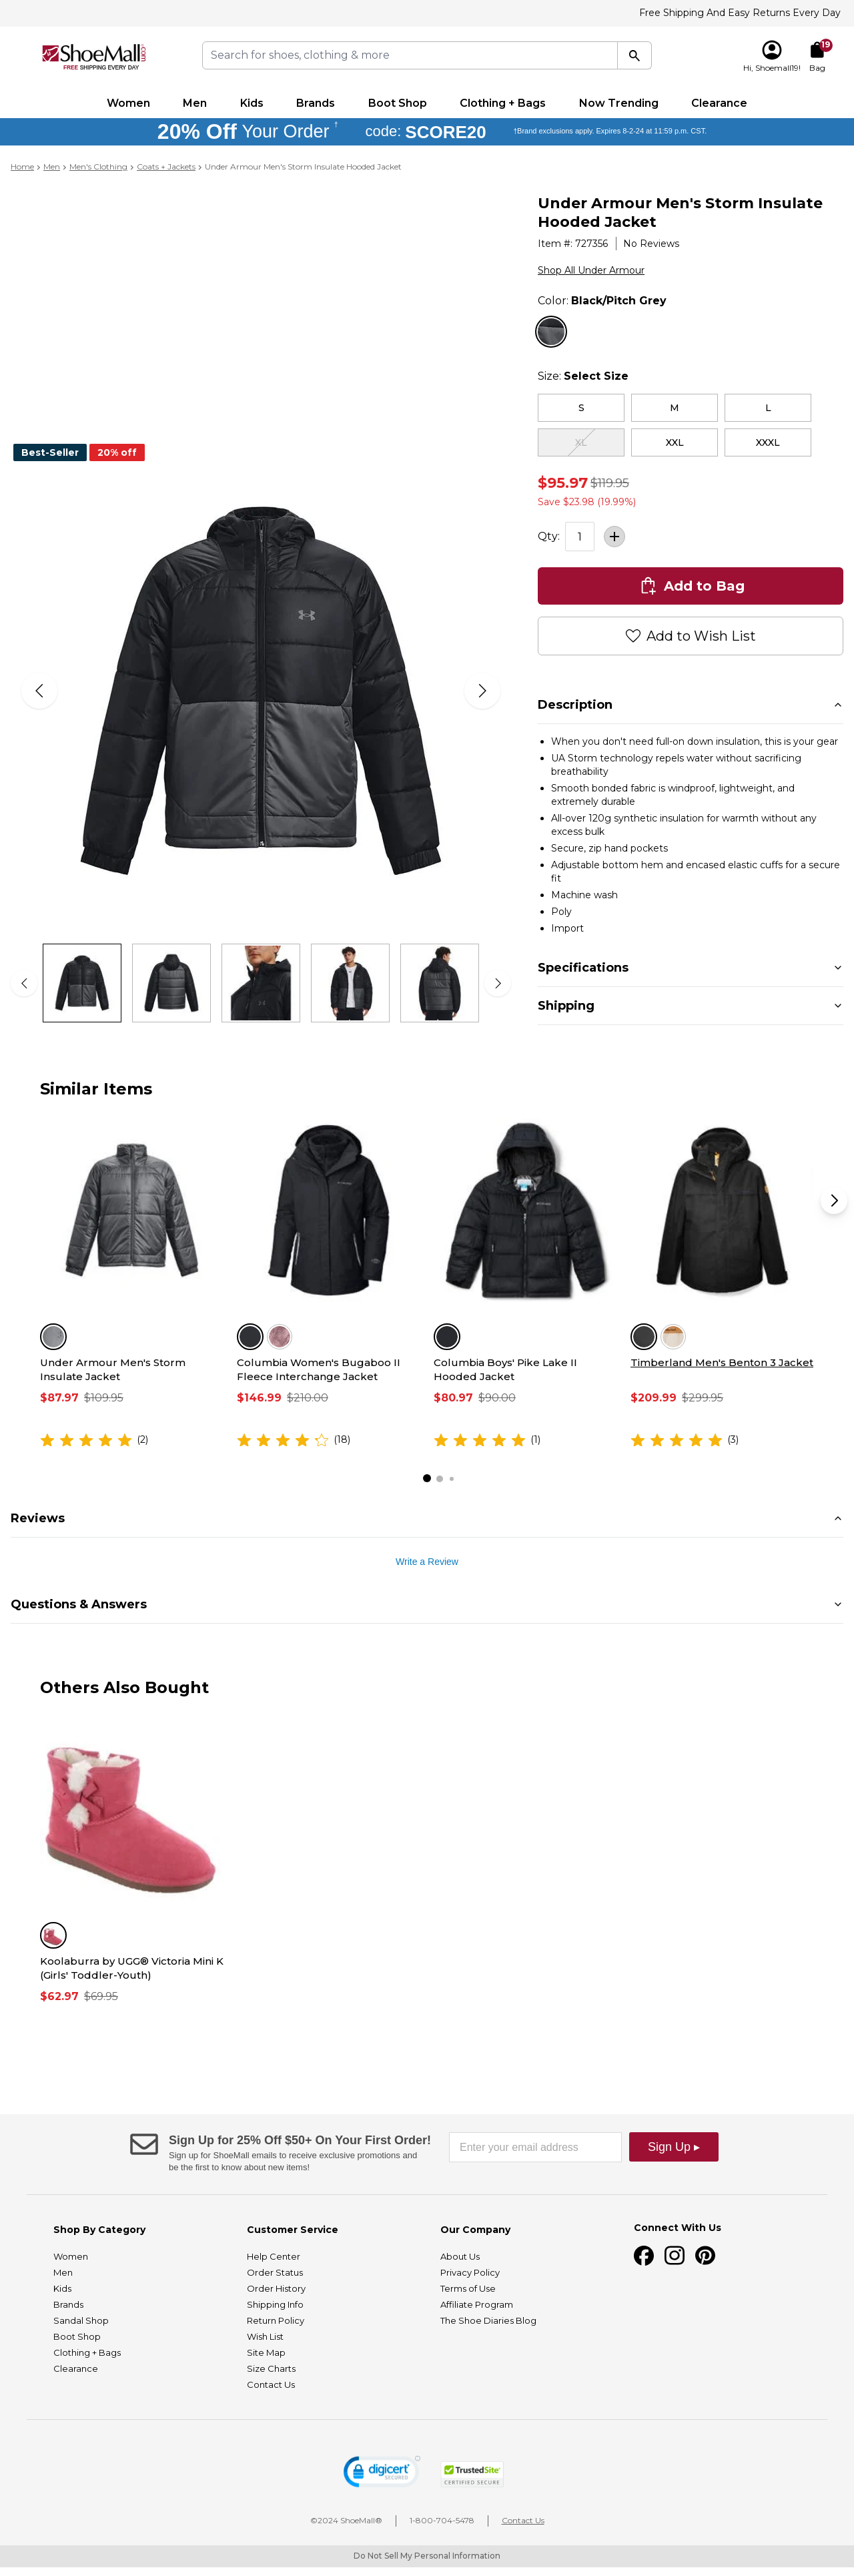 Free Shipping And Easy Returns Every Day
ShoeMall.com
FREE SHIPPING EVERY DAY
Search for shoes, clothing & more
19
Hi, Shoemall19!
Bag
Women
Men
Kids
Brands
Boot Shop
Clothing + Bags
Now Trending
Clearance
20% Off Your Order † code: SCORE20 †Brand exclusions apply. Expires 8-2-24 at 11:59 p.m. CST.
Home > Men > Men's Clothing > Coats + Jackets > Under Armour Men's Storm Insulate Hooded Jacket
Best-Seller
20% off
Under Armour Men's Storm Insulate
Hooded Jacket
Item #: 727356 | No Reviews
Shop All Under Armour
Color: Black/Pitch Grey
Size: Select Size
S
M
L
XL
XXL
XXXL
$95.97 $119.95
Save $23.98 (19.99%)
Qty: 1 +
Add to Bag
Add to Wish List
Description
• When you don't need full-on down insulation, this is your gear
• UA Storm technology repels water without sacrificing
breathability
• Smooth bonded fabric is windproof, lightweight, and
extremely durable
• All-over 120g synthetic insulation for warmth without any
excess bulk
• Secure, zip hand pockets
• Adjustable bottom hem and encased elastic cuffs for a secure
fit
• Machine wash
• Poly
• Import
Specifications
Shipping
Similar Items
Under Armour Men's Storm
Insulate Jacket
$87.97 $109.95
(2)
Columbia Women's Bugaboo II
Fleece Interchange Jacket
$146.99 $210.00
(18)
Columbia Boys' Pike Lake II
Hooded Jacket
$80.97 $90.00
(1)
Timberland Men's Benton 3 Jacket
$209.99 $299.95
(3)
Reviews
Write a Review
Questions & Answers
Others Also Bought
Koolaburra by UGG® Victoria Mini K
(Girls' Toddler-Youth)
$62.97 $69.95
Sign Up for 25% Off $50+ On Your First Order!
Sign up for ShoeMall emails to receive exclusive promotions and
be the first to know about new items!
Enter your email address
Sign Up ▸
Shop By Category
Women
Men
Kids
Brands
Sandal Shop
Boot Shop
Clothing + Bags
Clearance
Customer Service
Help Center
Order Status
Order History
Shipping Info
Return Policy
Wish List
Site Map
Size Charts
Contact Us
Our Company
About Us
Privacy Policy
Terms of Use
Affiliate Program
The Shoe Diaries Blog
Connect With Us
digicert
SECURED
TrustedSite
CERTIFIED SECURE
©2024 ShoeMall® | 1-800-704-5478 | Contact Us
Do Not Sell My Personal Information